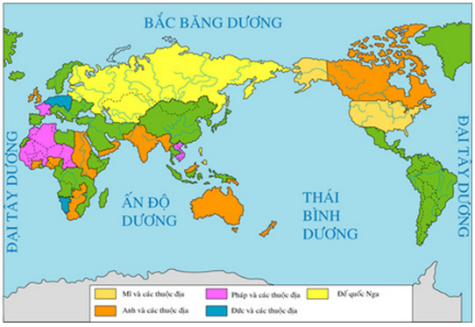 BẮC BĂNG DƯƠNG
ĐẠI TÂY DƯƠNG
ẤN ĐỘ
DƯƠNG
THÁI
BÌNH
DƯƠNG
ĐẠI TÂY DƯƠNG
Mĩ và các thuộc địa
Pháp và các thuộc địa
Đế quốc Nga
Anh và các thuộc địa
Đức và các thuộc địa